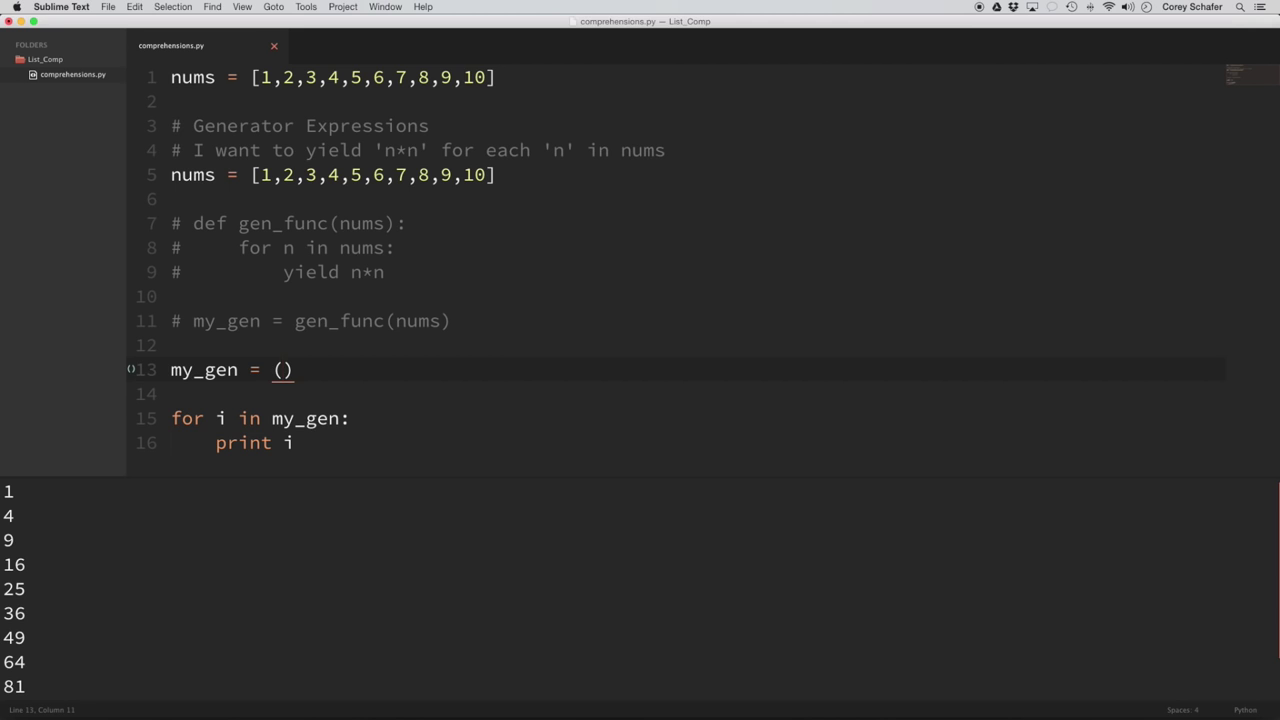 Sublime Text File Edit Selection Find View Goto Tools Project Window Help Corey Schafer
comprehensions.py — List_Comp
FOLDERS
List_Comp
comprehensions.py
comprehensions.py
1 nums = [1,2,3,4,5,6,7,8,9,10]
2
3 # Generator Expressions
4 # I want to yield 'n*n' for each 'n' in nums
5 nums = [1,2,3,4,5,6,7,8,9,10]
6
7 # def gen_func(nums):
8 #     for n in nums:
9 #         yield n*n
10
11 # my_gen = gen_func(nums)
12
13 my_gen = ()
14
15 for i in my_gen:
16     print i
1
4
9
16
25
36
49
64
81
Line 13, Column 11 Spaces: 4 Python